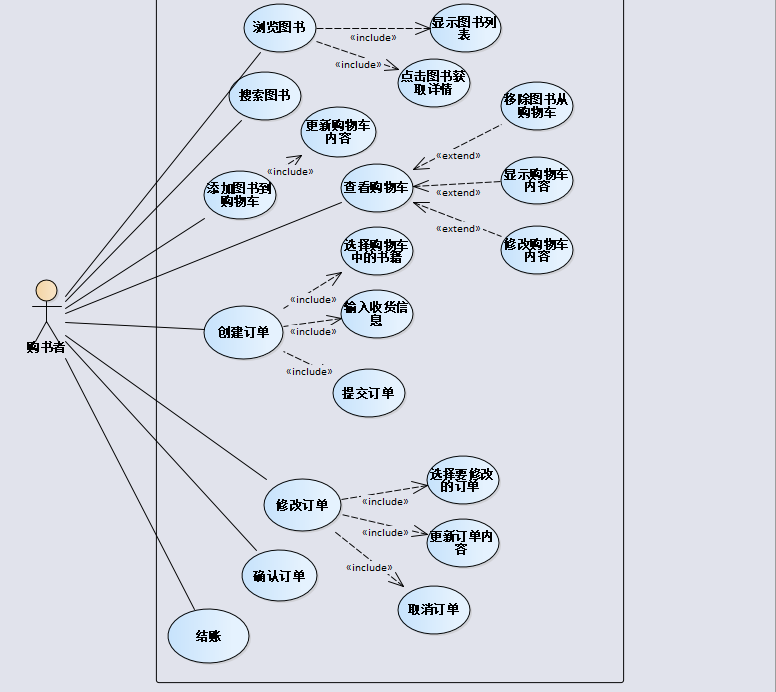 浏览图书
«include»
显示图书列
表
«include»
点击图书获
取详情
搜索图书
移除图书从
购物车
更新购物车
内容
«include»
«extend»
添加图书到
购物车
查看购物车
显示购物车
内容
«extend»
«extend»
修改购物车
内容
选择购物车
中的书籍
«include»
输入收货信
息
创建订单
«include»
购书者
«include»
提交订单
选择要修改
的订单
«include»
修改订单
«include»
更新订单内
容
«include»
确认订单
取消订单
结账